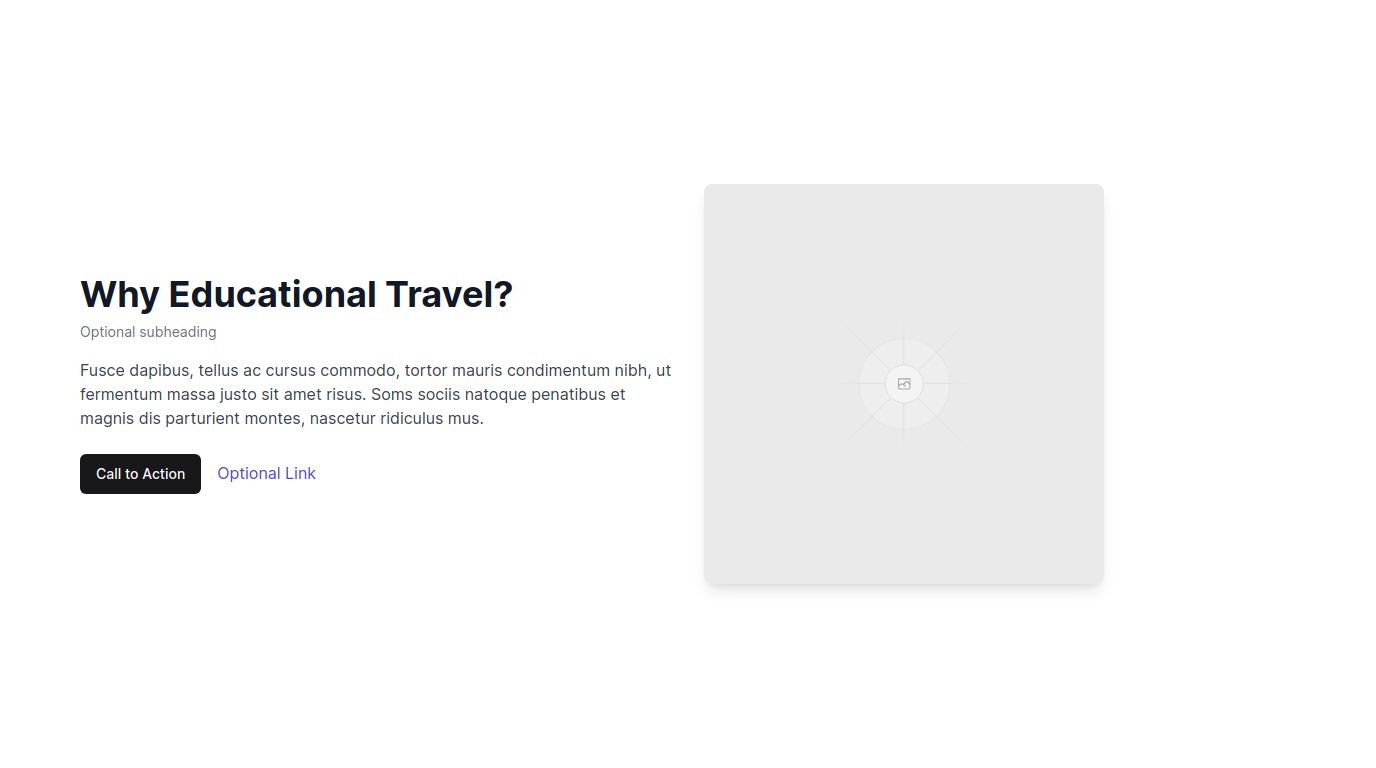 Why Educational Travel?
Optional subheading
Fusce dapibus, tellus ac cursus commodo, tortor mauris condimentum nibh, ut
fermentum massa justo sit amet risus. Soms sociis natoque penatibus et
magnis dis parturient montes, nascetur ridiculus mus.
Call to Action
Optional Link